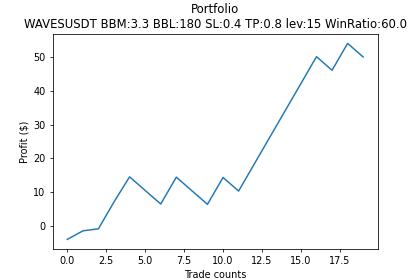 Portfolio
WAVESUSDT BBM:3.3 BBL:180 SL:0.4 TP:0.8 lev:15 WinRatio:60.0
50
40
30
20
10
0
Profit ($)
0.0 2.5 5.0 7.5 10.0 12.5 15.0 17.5
Trade counts